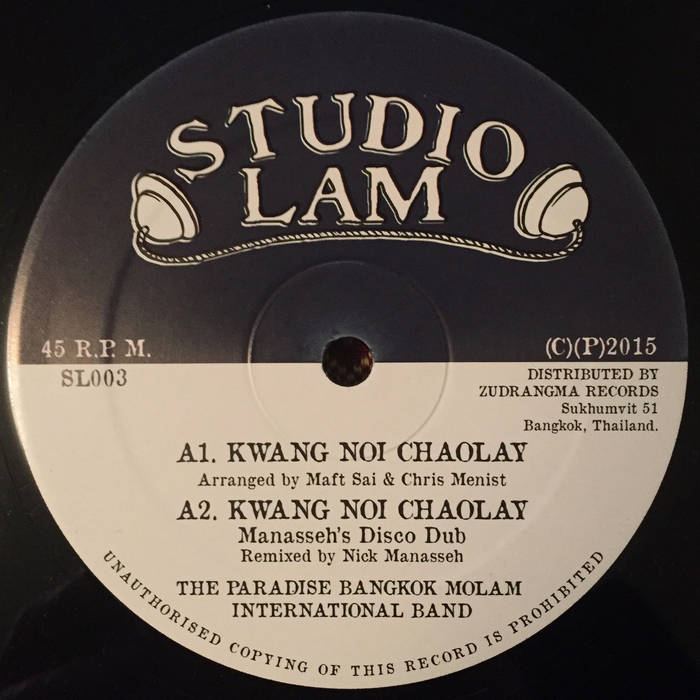 STUDIO
LAM
45 R.P. M.
SL003
(C)(P)2015
DISTRIBUTED BY
ZUDRANGMA RECORDS
Sukhumvit 51
Bangkok, Thailand.
A1. KWANG NOI CHAOLAY
Arranged by Maft Sai & Chris Menist
A2. KWANG NOI CHAOLAY
Manasseh's Disco Dub
Remixed by Nick Manasseh
THE PARADISE BANGKOK MOLAM
INTERNATIONAL BAND
UNAUTHORISED COPYING OF THIS RECORD IS PROHIBITED